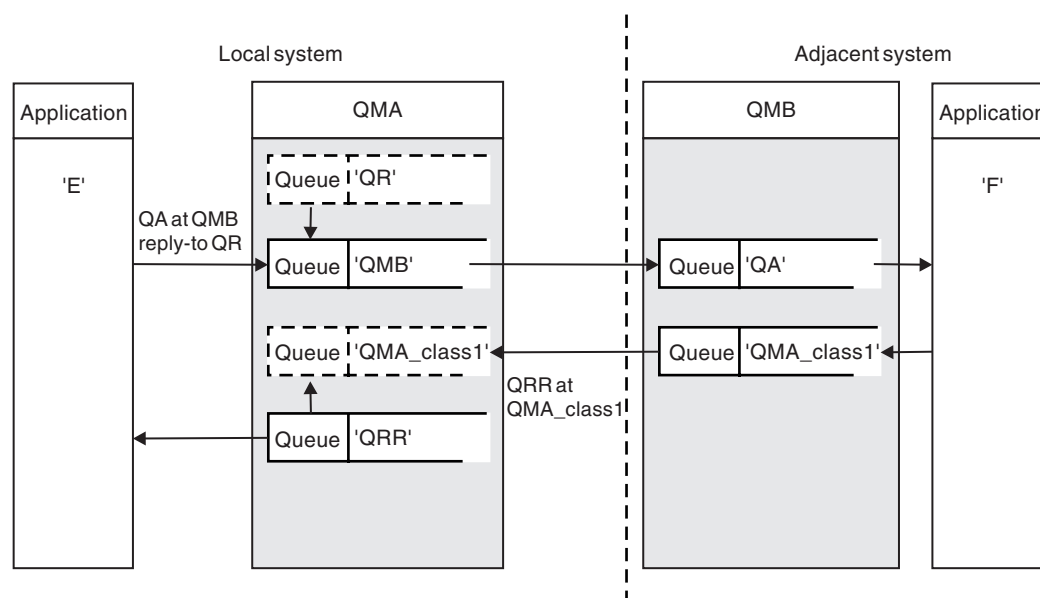 Local system
Adjacent system
Application
QMA
QMB
Application
'E'
'F'
Queue 'QR'
QA at QMB
reply-to QR
Queue 'QMB'
Queue 'QA'
Queue 'QMA_class1'
Queue 'QMA_class1'
QRR at
QMA_class1
Queue 'QRR'